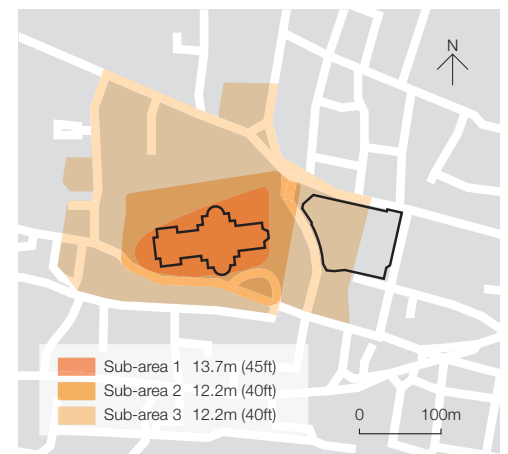 N
Sub-area 1 13.7m (45ft)
Sub-area 2 12.2m (40ft)
Sub-area 3 12.2m (40ft)
0 100m